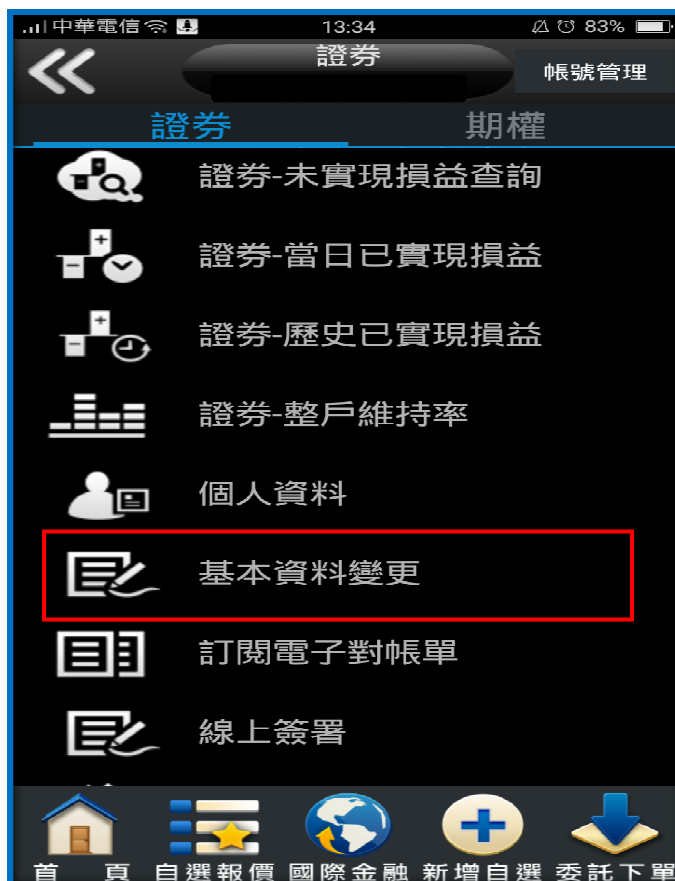 中華電信 13:34 83%
證券
帳號管理
證券 期權
證券-未實現損益查詢
證券-當日已實現損益
證券-歷史已實現損益
證券-整戶維持率
個人資料
基本資料變更
訂閱電子對帳單
線上簽署
首 頁 自選報價 國際金融 新增自選 委託下單